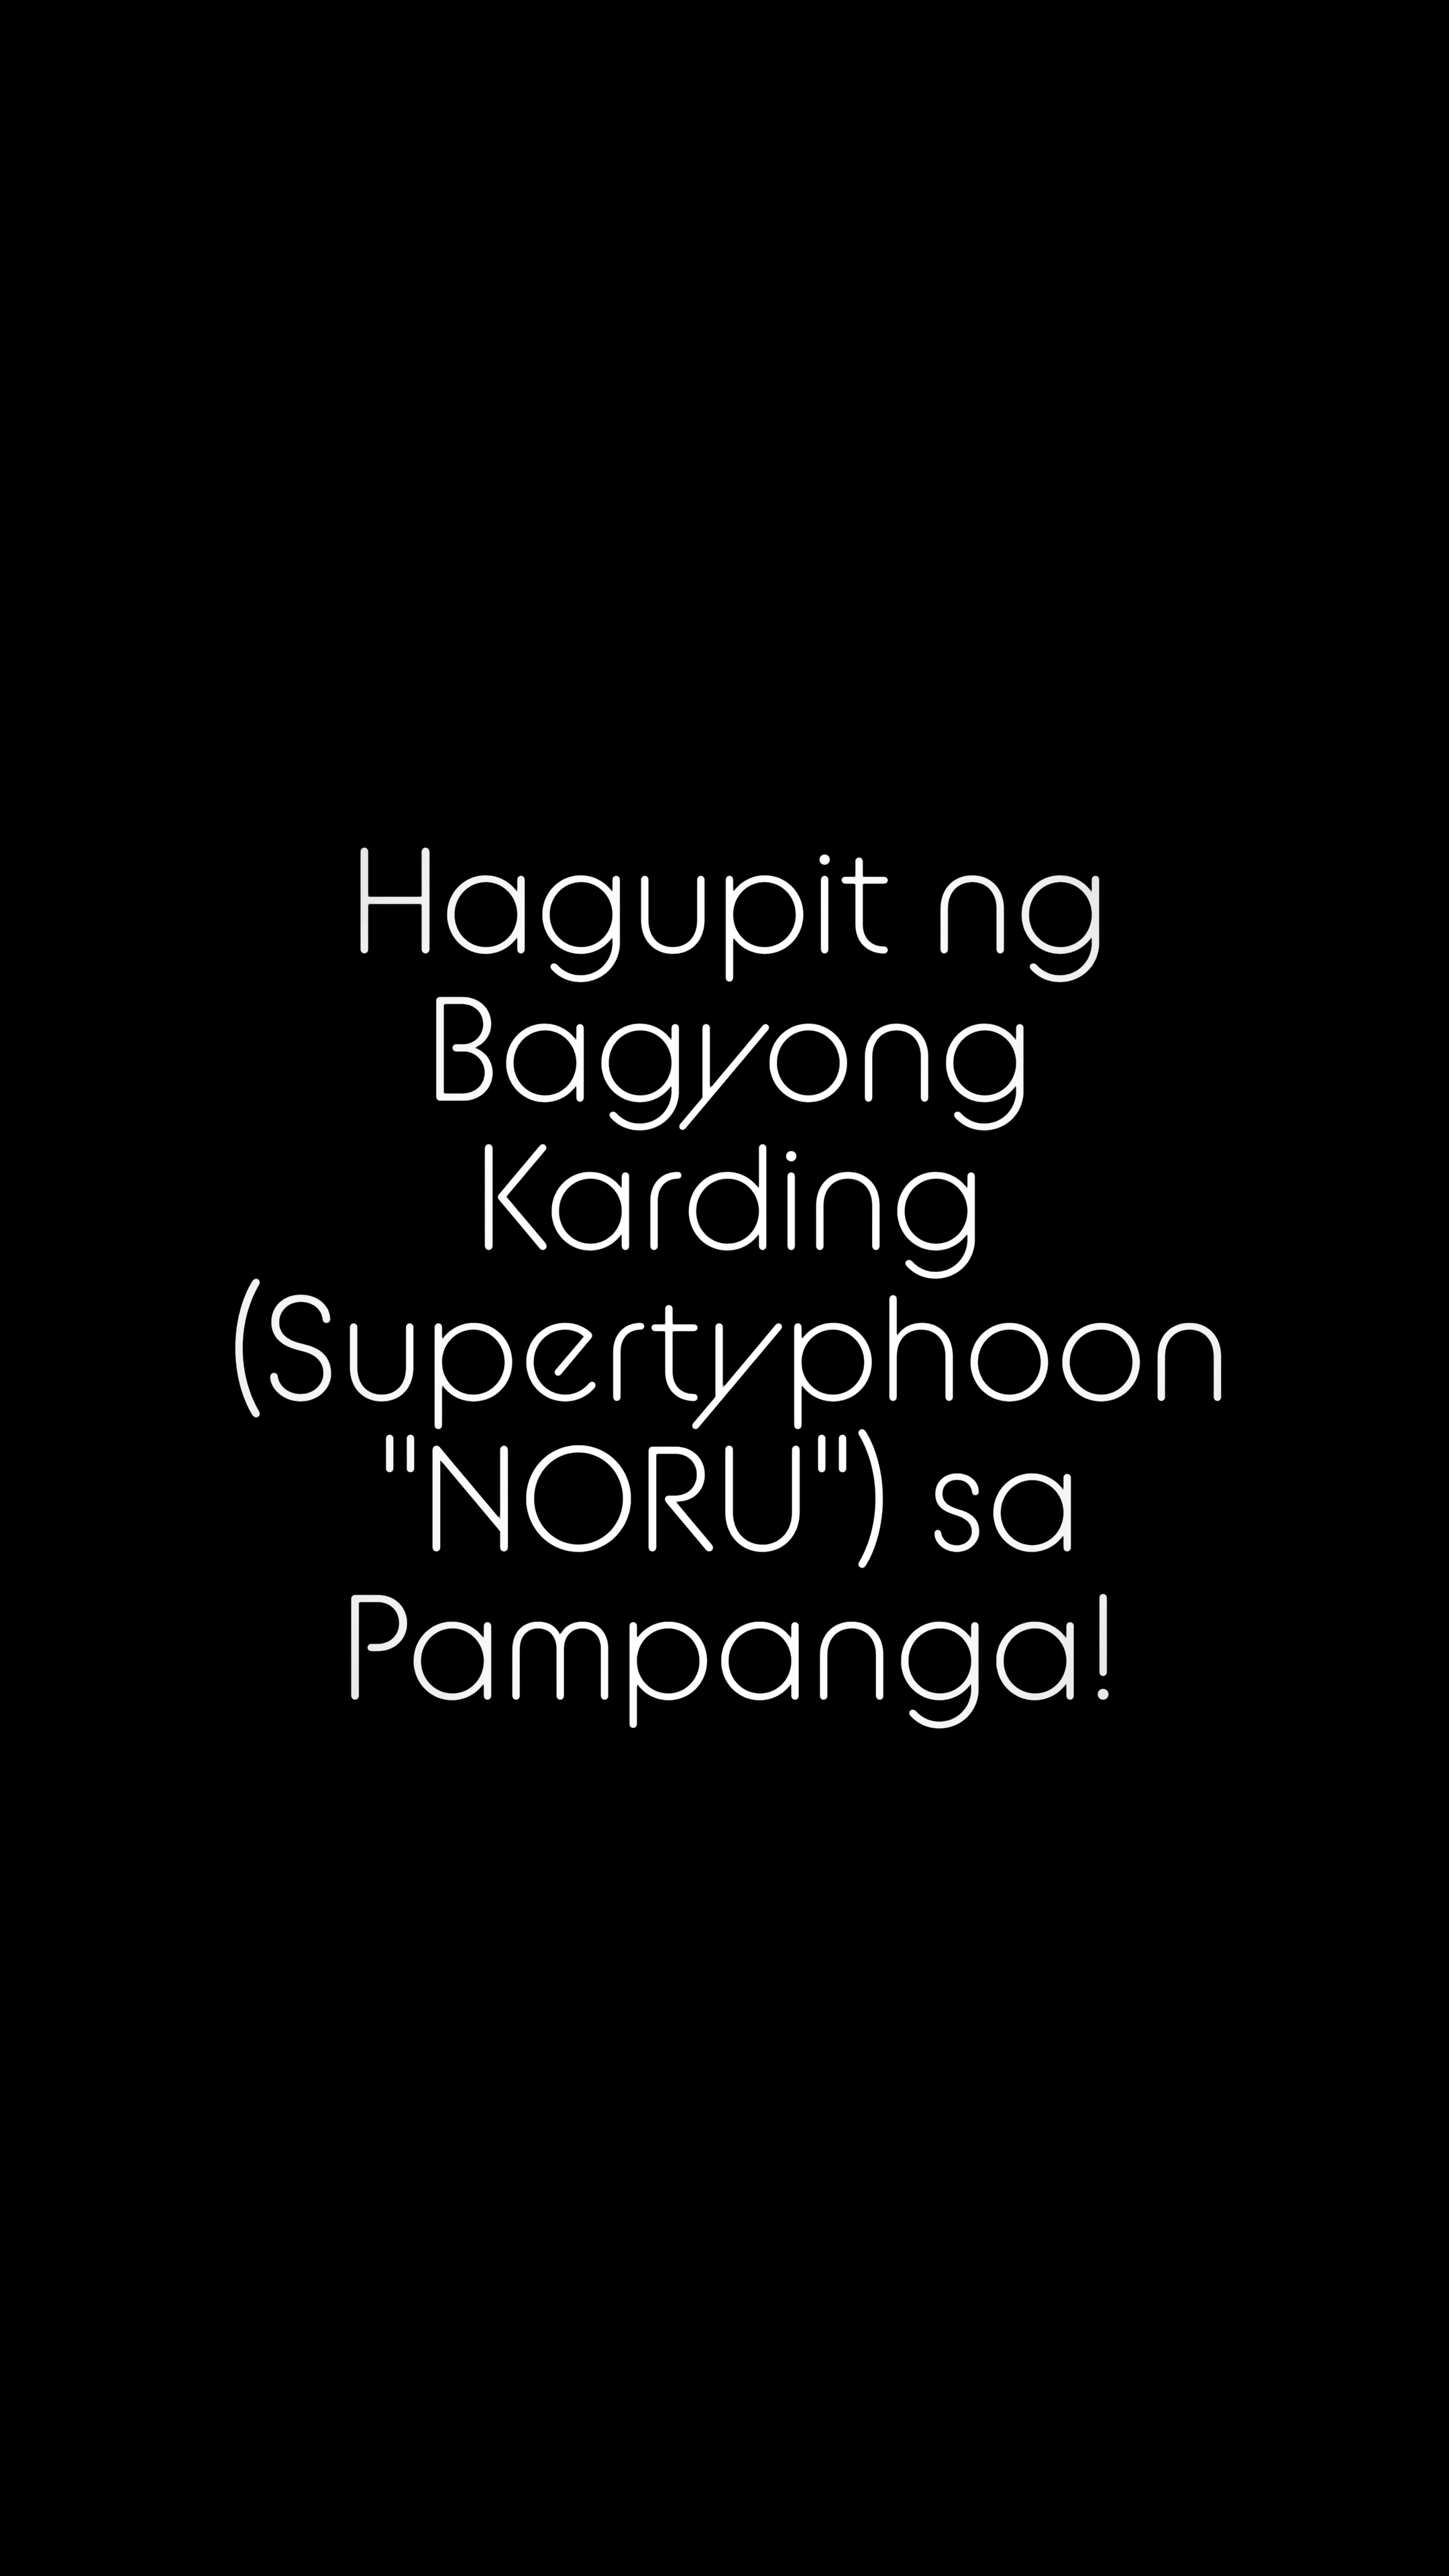 Hagupit ng
Bagyong
Karding
(Supertyphoon
"NORU") sa
Pampanga!